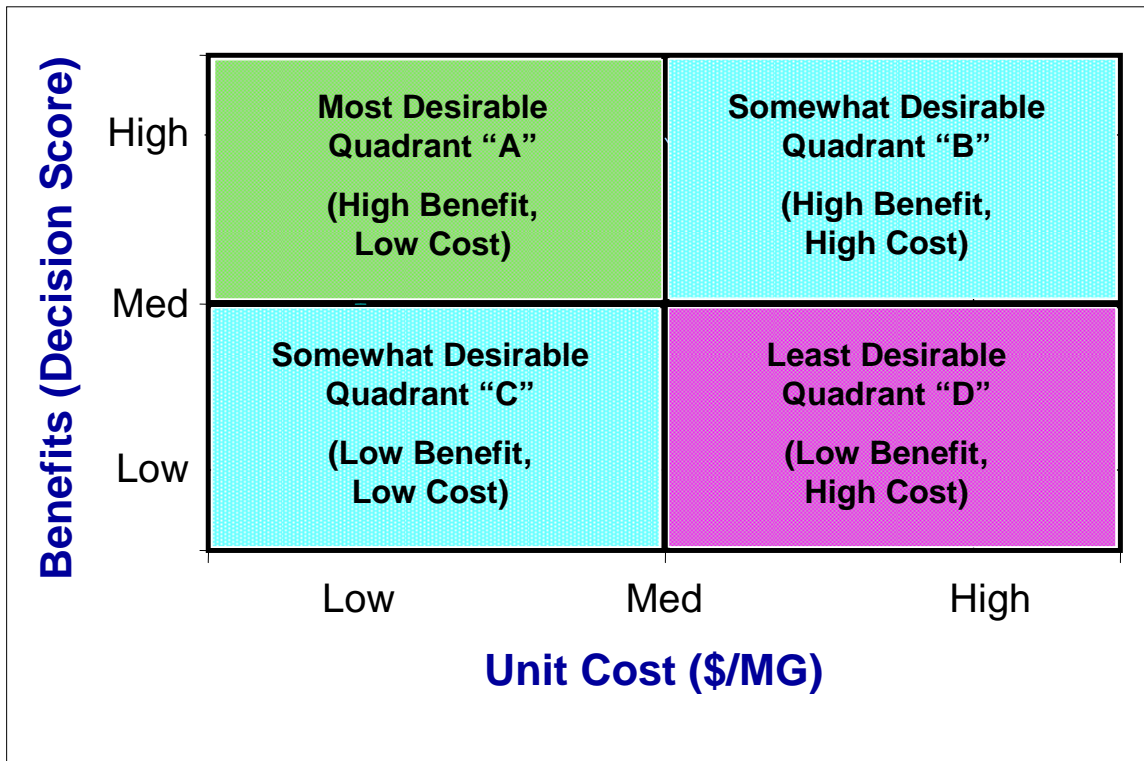 Benefits (Decision Score)
High
Med
Low
Most Desirable
Quadrant “A”
(High Benefit,
Low Cost)
Somewhat Desirable
Quadrant “B”
(High Benefit,
High Cost)
Somewhat Desirable
Quadrant “C”
(Low Benefit,
Low Cost)
Least Desirable
Quadrant “D”
(Low Benefit,
High Cost)
Low
Med
High
Unit Cost ($/MG)